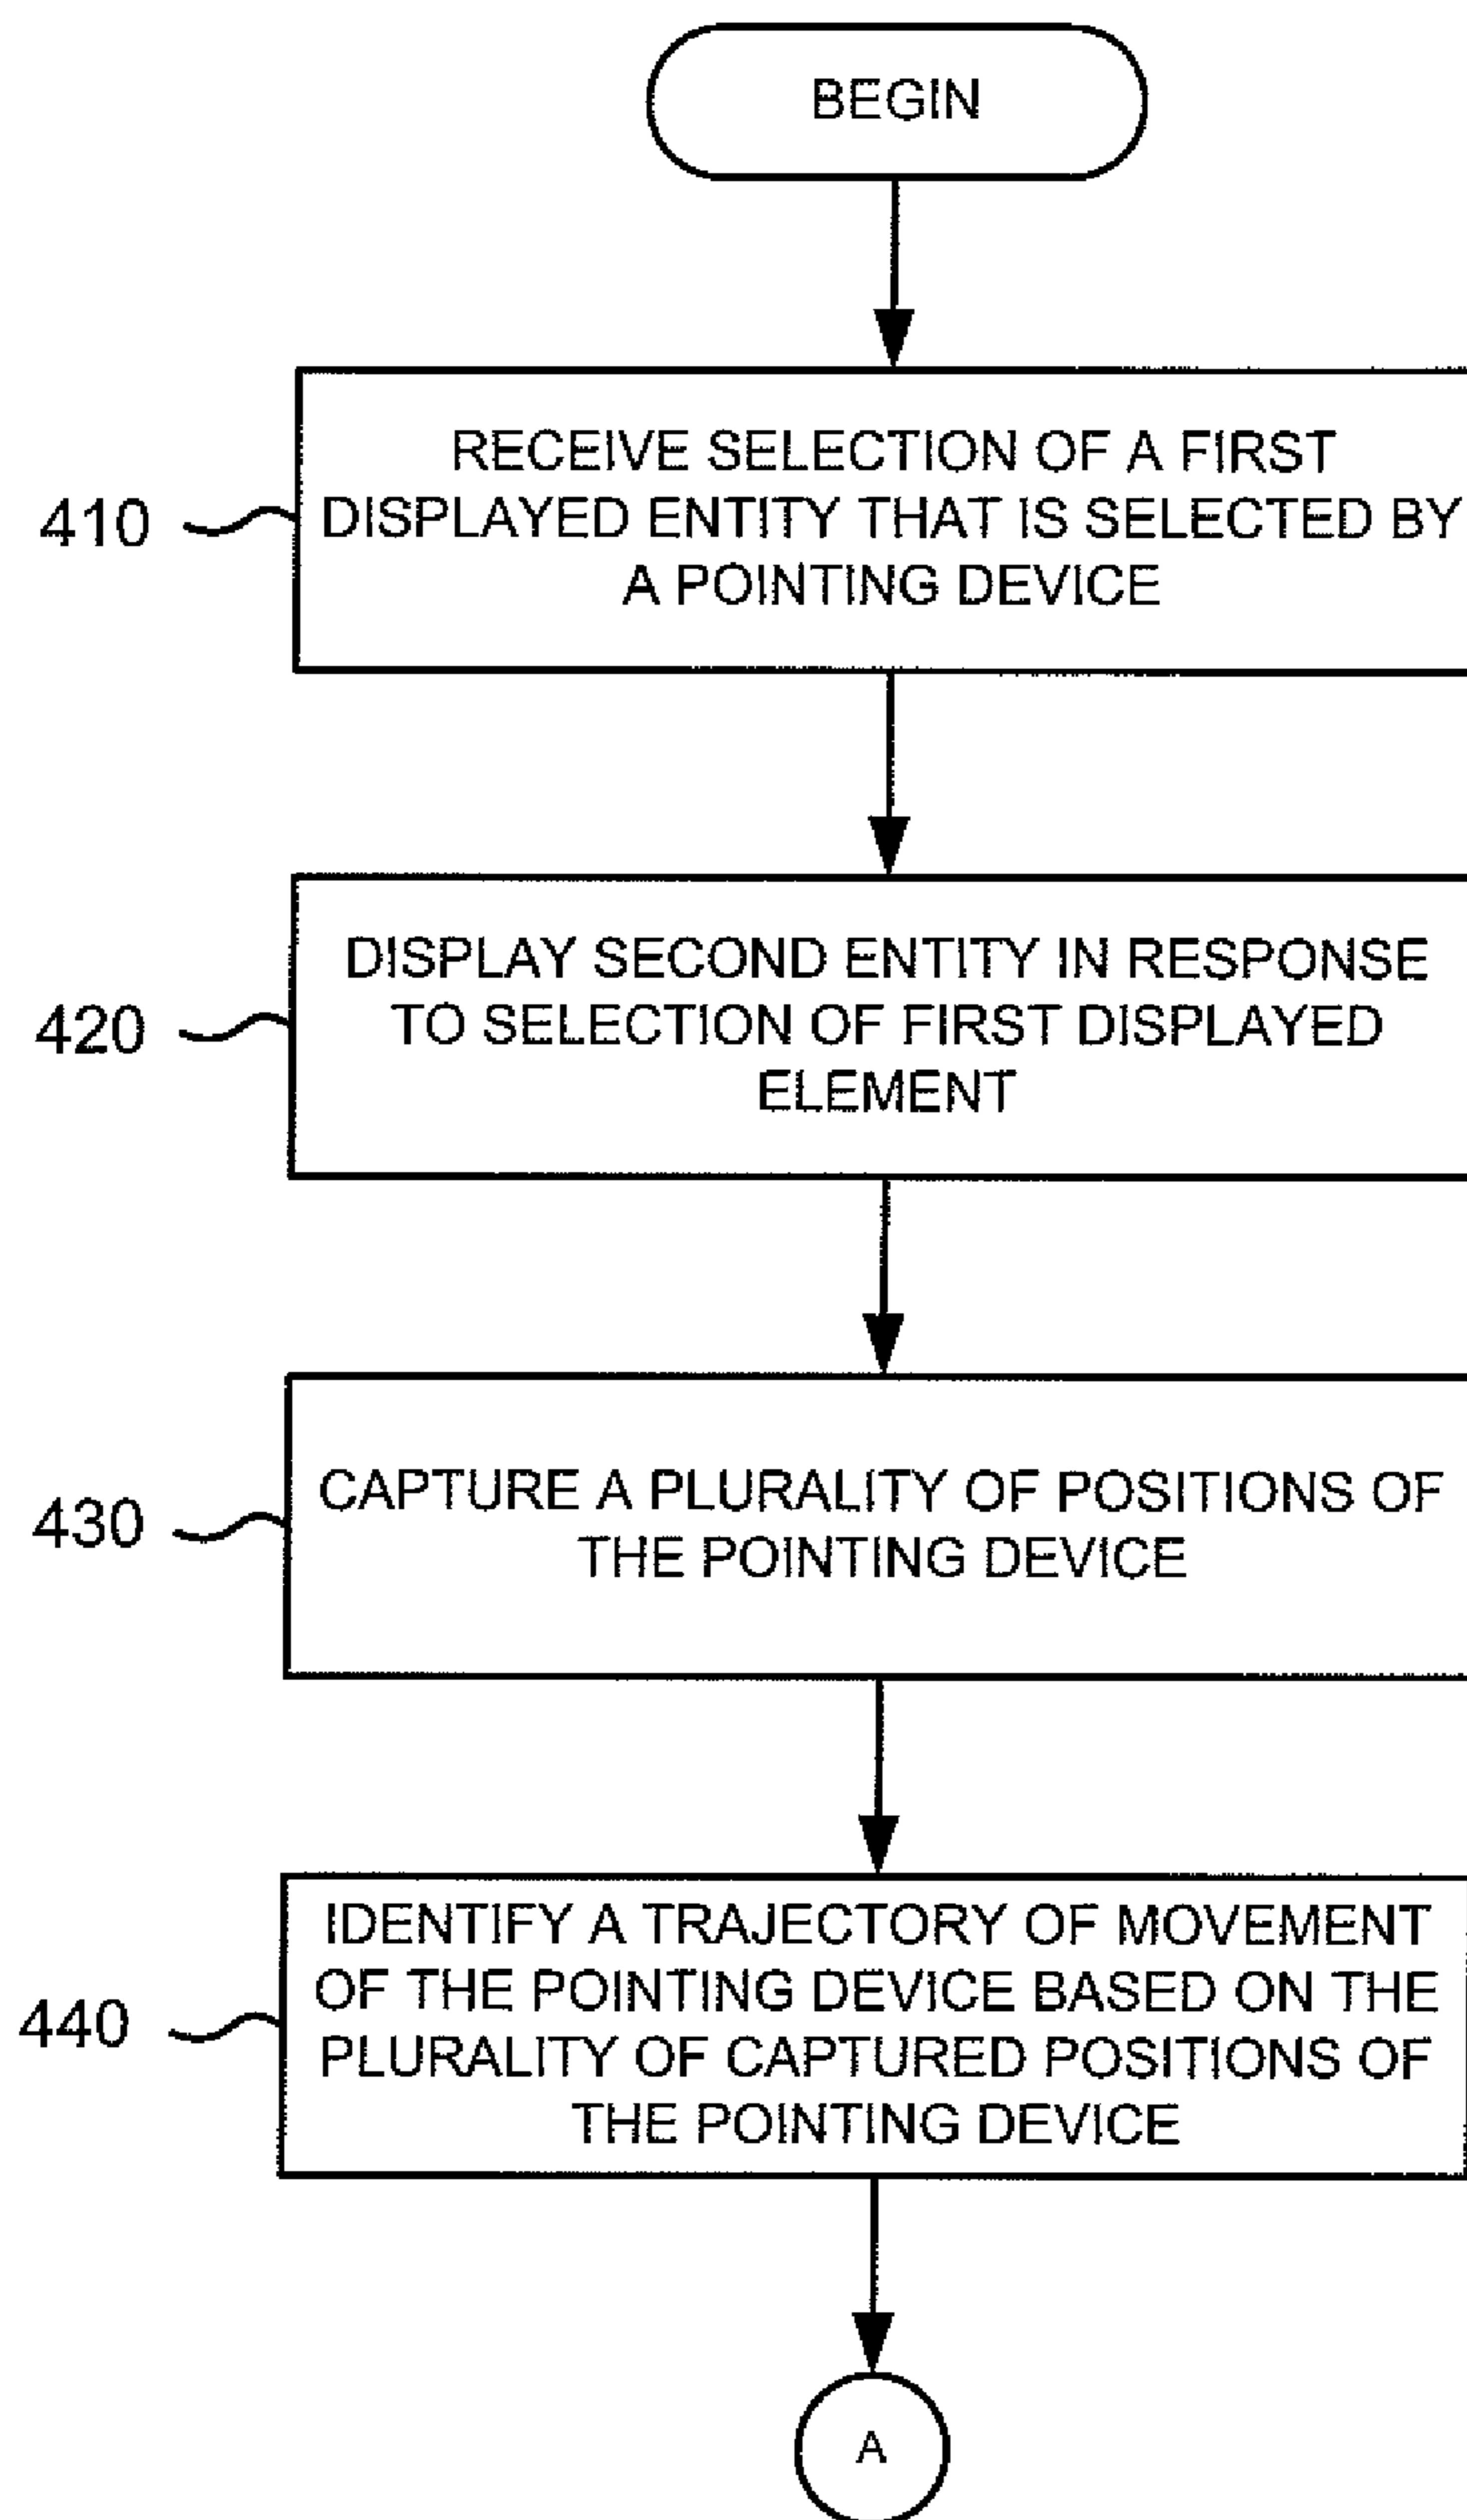 BEGIN
410
RECEIVE SELECTION OF A FIRST
DISPLAYED ENTITY THAT IS SELECTED BY
A POINTING DEVICE
420
DISPLAY SECOND ENTITY IN RESPONSE
TO SELECTION OF FIRST DISPLAYED
ELEMENT
430
CAPTURE A PLURALITY OF POSITIONS OF
THE POINTING DEVICE
440
IDENTIFY A TRAJECTORY OF MOVEMENT
OF THE POINTING DEVICE BASED ON THE
PLURALITY OF CAPTURED POSITIONS OF
THE POINTING DEVICE
A